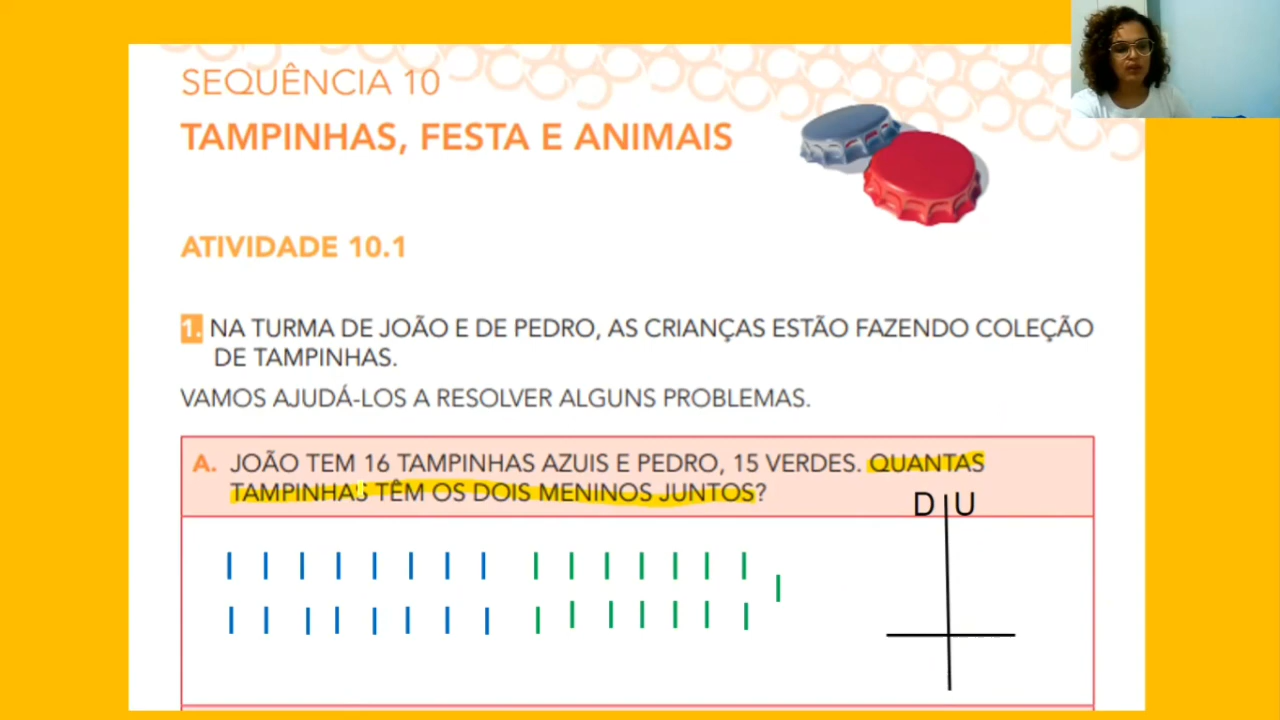 SEQUÊNCIA 10
TAMPINHAS, FESTA E ANIMAIS
ATIVIDADE 10.1
1. NA TURMA DE JOÃO E DE PEDRO, AS CRIANÇAS ESTÃO FAZENDO COLEÇÃO
DE TAMPINHAS.
VAMOS AJUDÁ-LOS A RESOLVER ALGUNS PROBLEMAS.
A. JOÃO TEM 16 TAMPINHAS AZUIS E PEDRO, 15 VERDES. QUANTAS
TAMPINHAS TÊM OS DOIS MENINOS JUNTOS?
D U